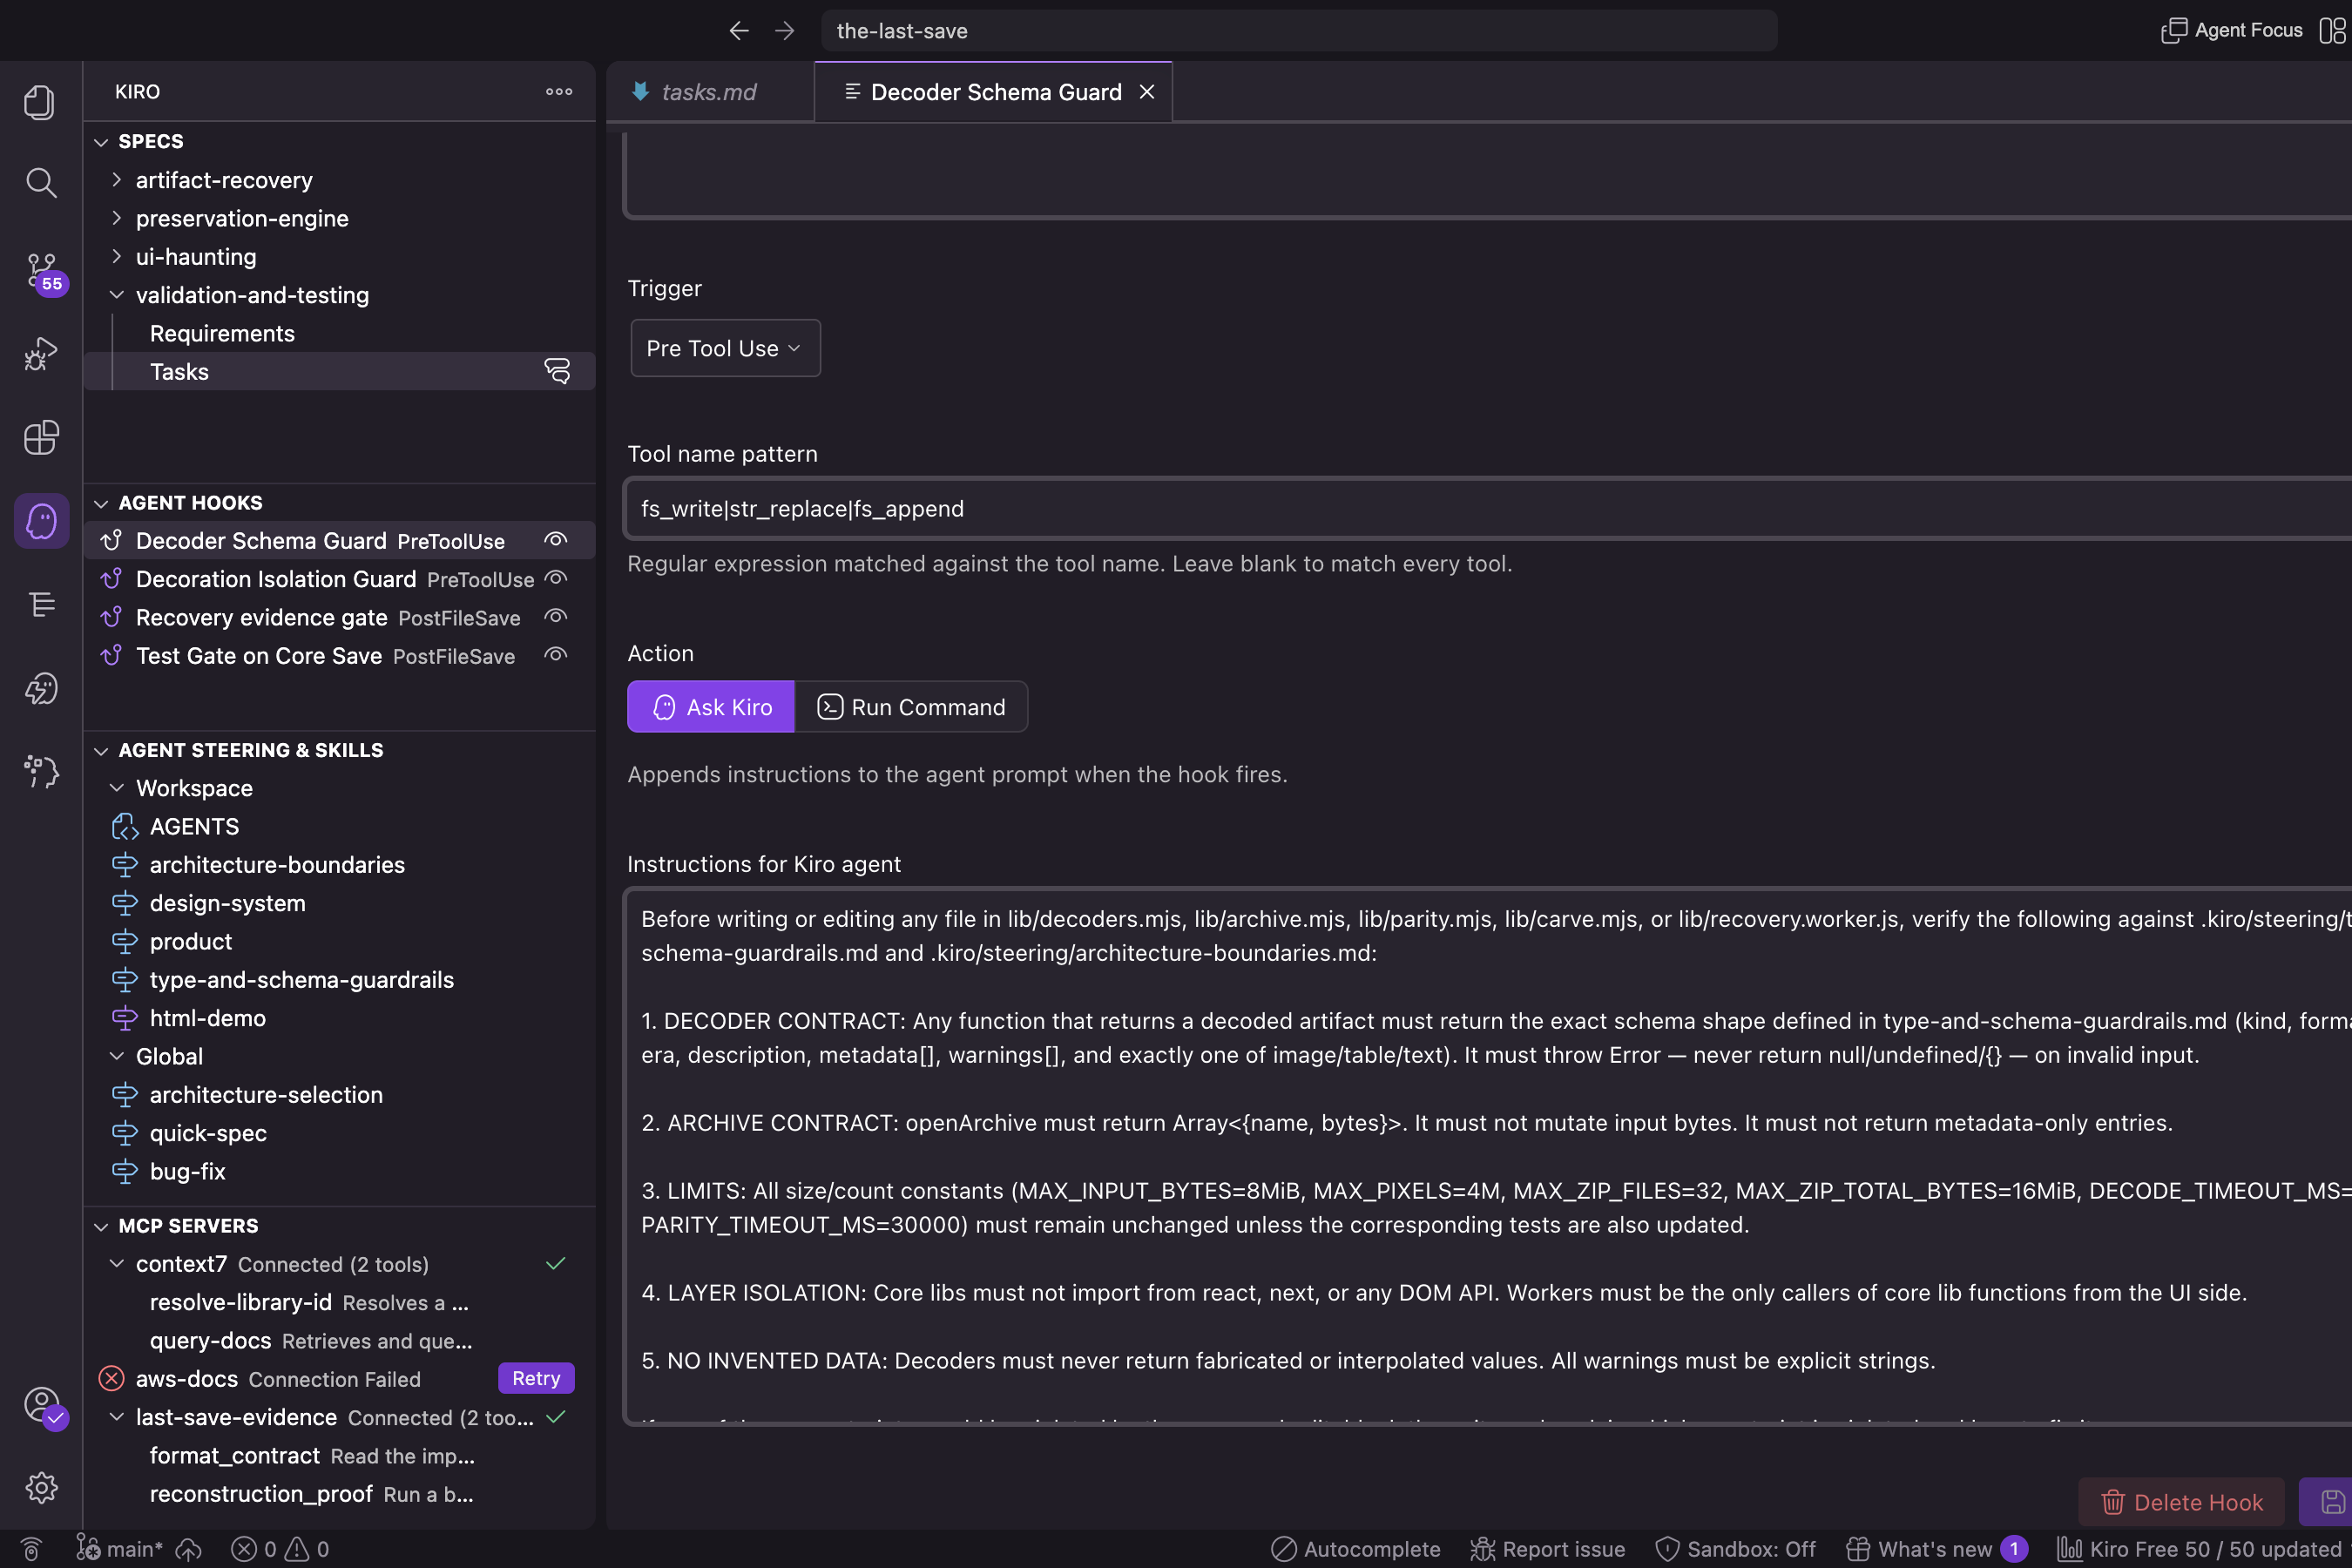 the-last-save
Agent Focus
KIRO
tasks.md
Decoder Schema Guard
SPECS
artifact-recovery
preservation-engine
ui-haunting
validation-and-testing
Requirements
Tasks
55
AGENT HOOKS
Decoder Schema Guard PreToolUse
Decoration Isolation Guard PreToolUse
Recovery evidence gate PostFileSave
Test Gate on Core Save PostFileSave
AGENT STEERING & SKILLS
Workspace
AGENTS
architecture-boundaries
design-system
product
type-and-schema-guardrails
html-demo
Global
architecture-selection
quick-spec
bug-fix
MCP SERVERS
context7 Connected (2 tools)
resolve-library-id Resolves a ...
query-docs Retrieves and que...
aws-docs Connection Failed Retry
last-save-evidence Connected (2 too...
format_contract Read the imp...
reconstruction_proof Run a b...
Trigger
Pre Tool Use
Tool name pattern
fs_write|str_replace|fs_append
Regular expression matched against the tool name. Leave blank to match every tool.
Action
Ask Kiro
Run Command
Appends instructions to the agent prompt when the hook fires.
Instructions for Kiro agent
Before writing or editing any file in lib/decoders.mjs, lib/archive.mjs, lib/parity.mjs, lib/carve.mjs, or lib/recovery.worker.js, verify the following against .kiro/steering/t
schema-guardrails.md and .kiro/steering/architecture-boundaries.md:
1. DECODER CONTRACT: Any function that returns a decoded artifact must return the exact schema shape defined in type-and-schema-guardrails.md (kind, forma
era, description, metadata[], warnings[], and exactly one of image/table/text). It must throw Error — never return null/undefined/{} — on invalid input.
2. ARCHIVE CONTRACT: openArchive must return Array<{name, bytes}>. It must not mutate input bytes. It must not return metadata-only entries.
3. LIMITS: All size/count constants (MAX_INPUT_BYTES=8MiB, MAX_PIXELS=4M, MAX_ZIP_FILES=32, MAX_ZIP_TOTAL_BYTES=16MiB, DECODE_TIMEOUT_MS=
PARITY_TIMEOUT_MS=30000) must remain unchanged unless the corresponding tests are also updated.
4. LAYER ISOLATION: Core libs must not import from react, next, or any DOM API. Workers must be the only callers of core lib functions from the UI side.
5. NO INVENTED DATA: Decoders must never return fabricated or interpolated values. All warnings must be explicit strings.
Delete Hook
main* 0 0
Autocomplete
Report issue
Sandbox: Off
What's new 1
Kiro Free 50 / 50 updated